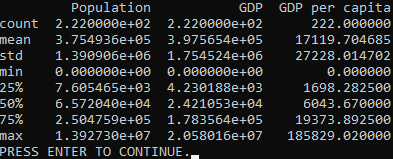 Population GDP GDP per capita
count 2.220000e+02 2.220000e+02 222.000000
mean 3.754936e+05 3.975654e+05 17119.704685
std 1.390906e+06 1.754524e+06 27228.014702
min 0.000000e+00 0.000000e+00 0.000000
25% 7.605465e+03 4.230188e+03 1698.282500
50% 6.572040e+04 2.421053e+04 6043.670000
75% 2.504759e+05 1.783564e+05 19373.892500
max 1.392730e+07 2.058016e+07 185829.020000
PRESS ENTER TO CONTINUE.